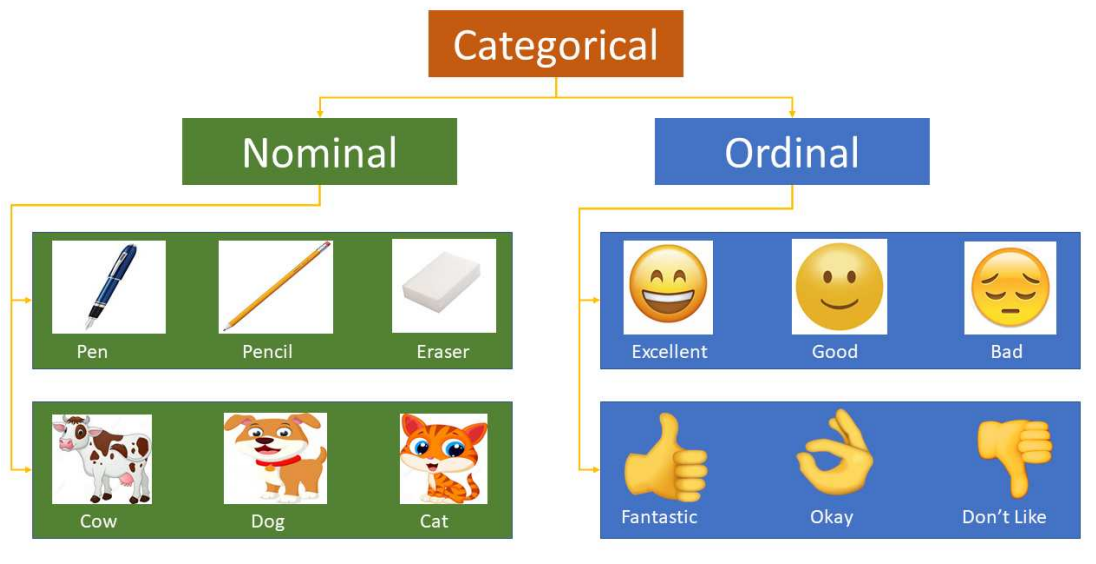 Categorical
Nominal
Ordinal
Pen
Pencil
Eraser
Excellent
Good
Bad
Cow
Dog
Cat
Fantastic
Okay
Don’t Like